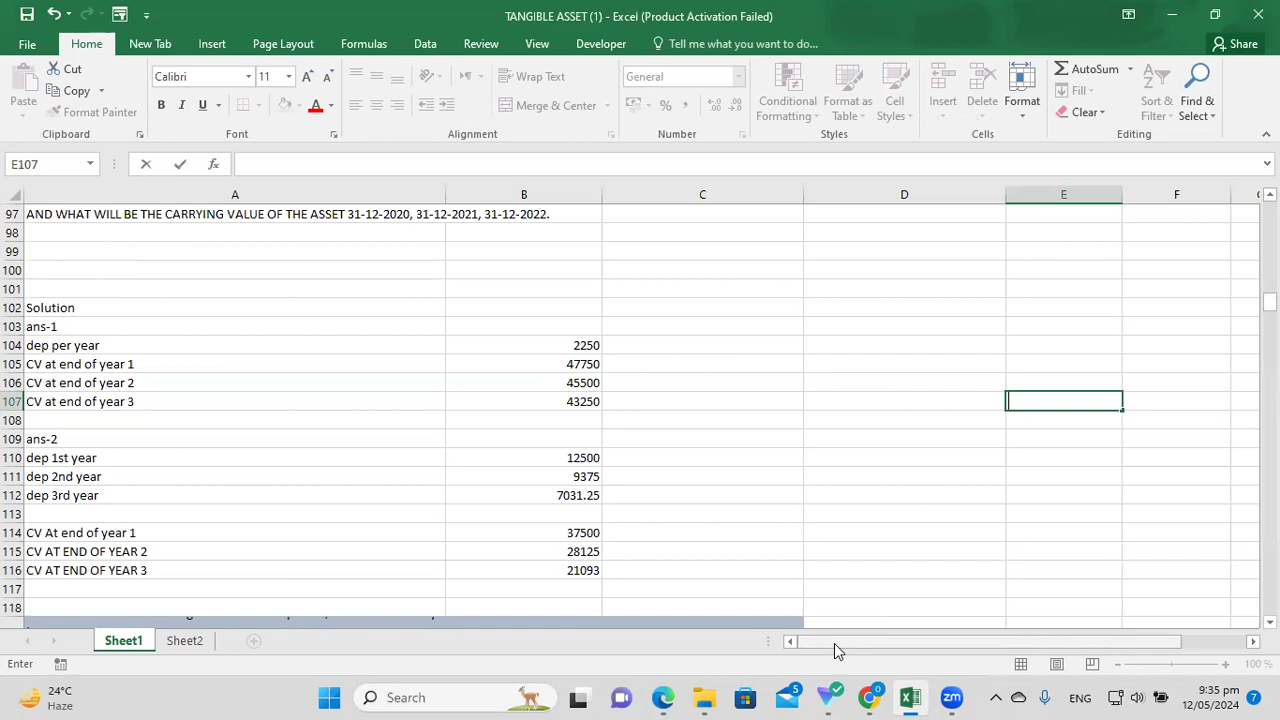 TANGIBLE ASSET (1) - Excel (Product Activation Failed)
File Home New Tab Insert Page Layout Formulas Data Review View Developer Tell me what you want to do... Share
Paste Cut Calibri 11 Wrap Text General Conditional Format as Cell Insert Delete Format AutoSum Sort & Find &
Copy B I U A Merge & Center % , Formatting Table Styles Fill Filter Select
Format Painter Clear
Clipboard Font Alignment Number Styles Cells Editing
E107 fx
A B C D E F
97 AND WHAT WILL BE THE CARRYING VALUE OF THE ASSET 31-12-2020, 31-12-2021, 31-12-2022.
98
99
100
101
102 Solution
103 ans-1
104 dep per year 2250
105 CV at end of year 1 47750
106 CV at end of year 2 45500
107 CV at end of year 3 43250
108
109 ans-2
110 dep 1st year 12500
111 dep 2nd year 9375
112 dep 3rd year 7031.25
113
114 CV At end of year 1 37500
115 CV AT END OF YEAR 2 28125
116 CV AT END OF YEAR 3 21093
117
118
Sheet1 Sheet2
Enter 100 %
24°C Search 5 0 zm ENG 9:35 pm
Haze 12/05/2024 7